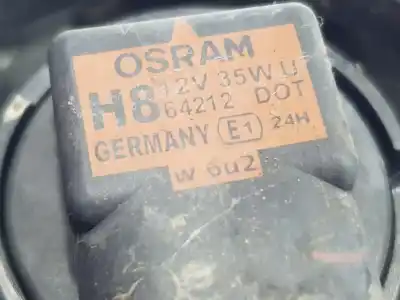 OSRAM
H8 12V 35W U
64212 DOT
GERMANY E1 24H
w 6u2